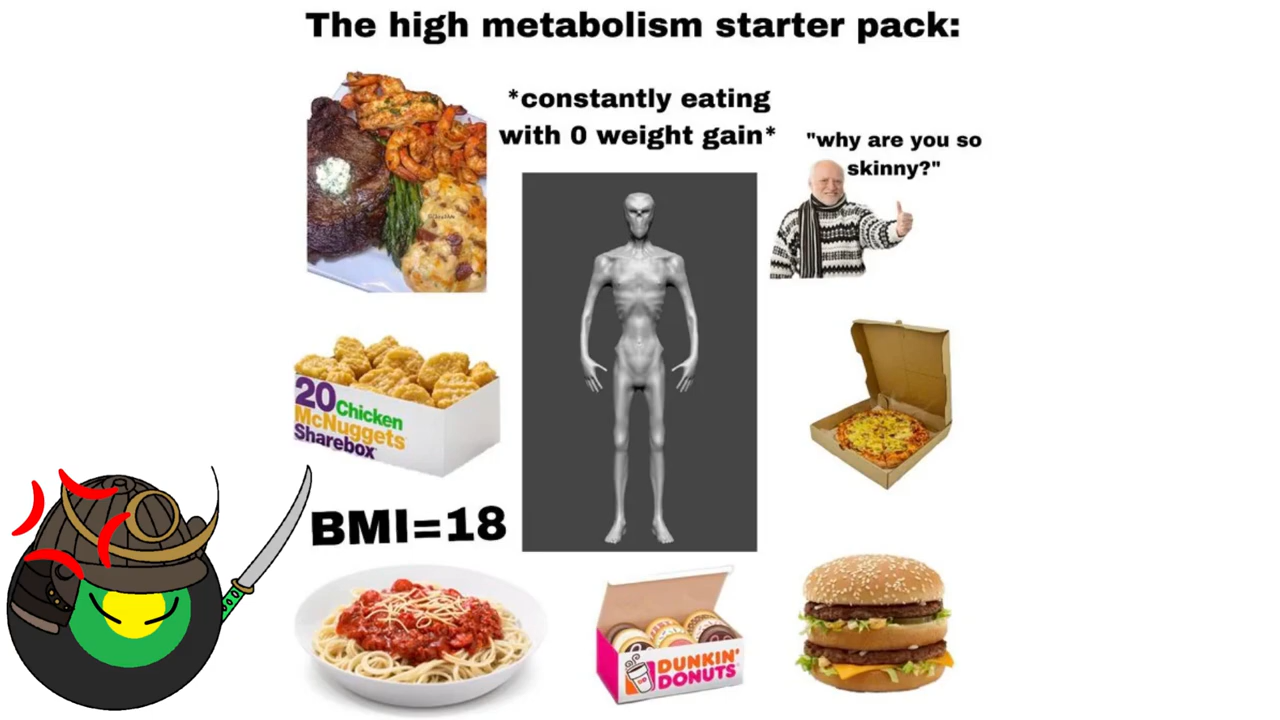 The high metabolism starter pack:
*constantly eating
with 0 weight gain*
"why are you so
skinny?"
20 Chicken
McNuggets
Sharebox
BMI=18
DUNKIN'
DONUTS